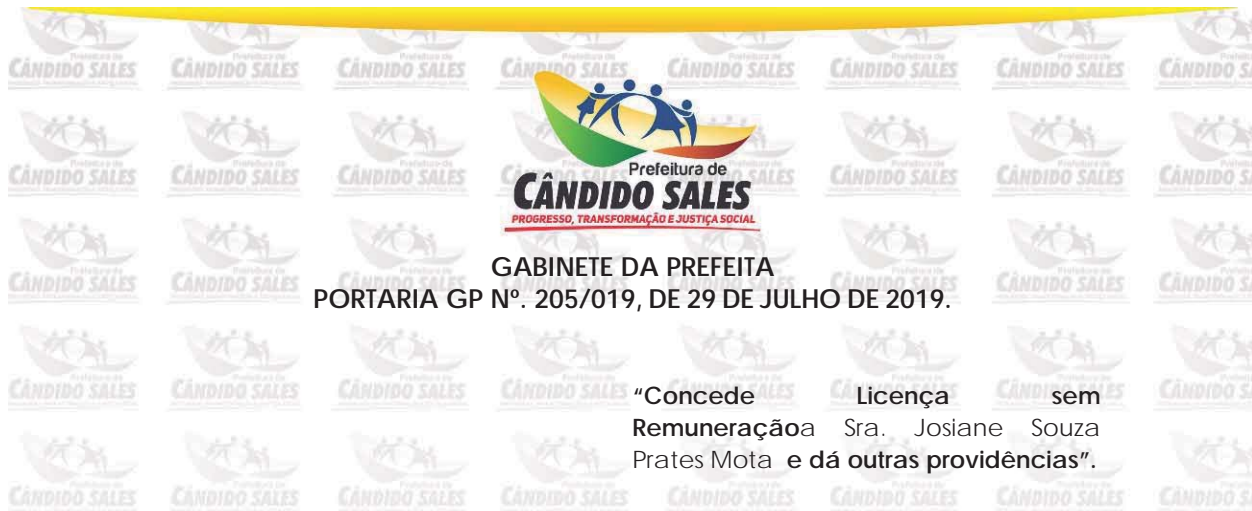 Prefeitura de
CÂNDIDO SALES
PROGRESSO, TRANSFORMAÇÃO E JUSTIÇA SOCIAL
GABINETE DA PREFEITA
PORTARIA GP Nº. 205/019, DE 29 DE JULHO DE 2019.
"Concede Licença sem
Remuneraçãoa Sra. Josiane Souza
Prates Mota e dá outras providências".